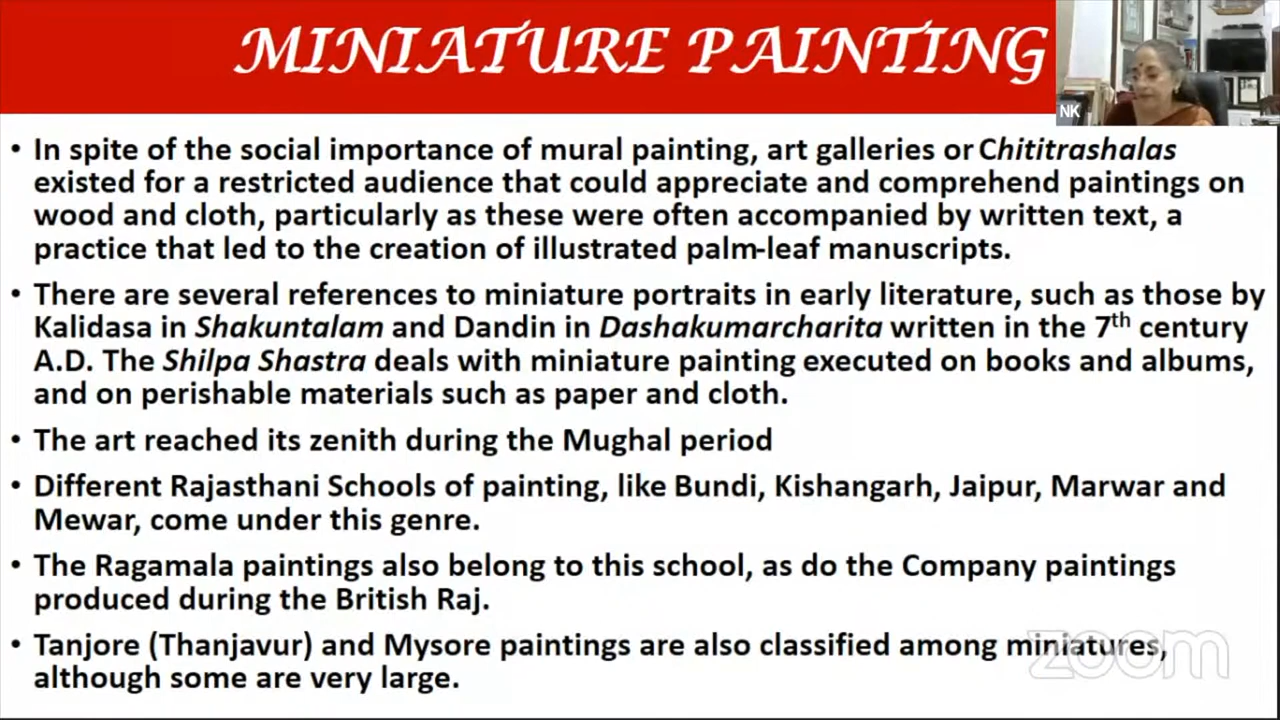 MINIATURE PAINTING
NK
• In spite of the social importance of mural painting, art galleries or Chititrashalas
existed for a restricted audience that could appreciate and comprehend paintings on
wood and cloth, particularly as these were often accompanied by written text, a
practice that led to the creation of illustrated palm-leaf manuscripts.
• There are several references to miniature portraits in early literature, such as those by
Kalidasa in Shakuntalam and Dandin in Dashakumarcharita written in the 7th century
A.D. The Shilpa Shastra deals with miniature painting executed on books and albums,
and on perishable materials such as paper and cloth.
• The art reached its zenith during the Mughal period
• Different Rajasthani Schools of painting, like Bundi, Kishangarh, Jaipur, Marwar and
Mewar, come under this genre.
• The Ragamala paintings also belong to this school, as do the Company paintings
produced during the British Raj.
• Tanjore (Thanjavur) and Mysore paintings are also classified among miniatures,
although some are very large.
zoom